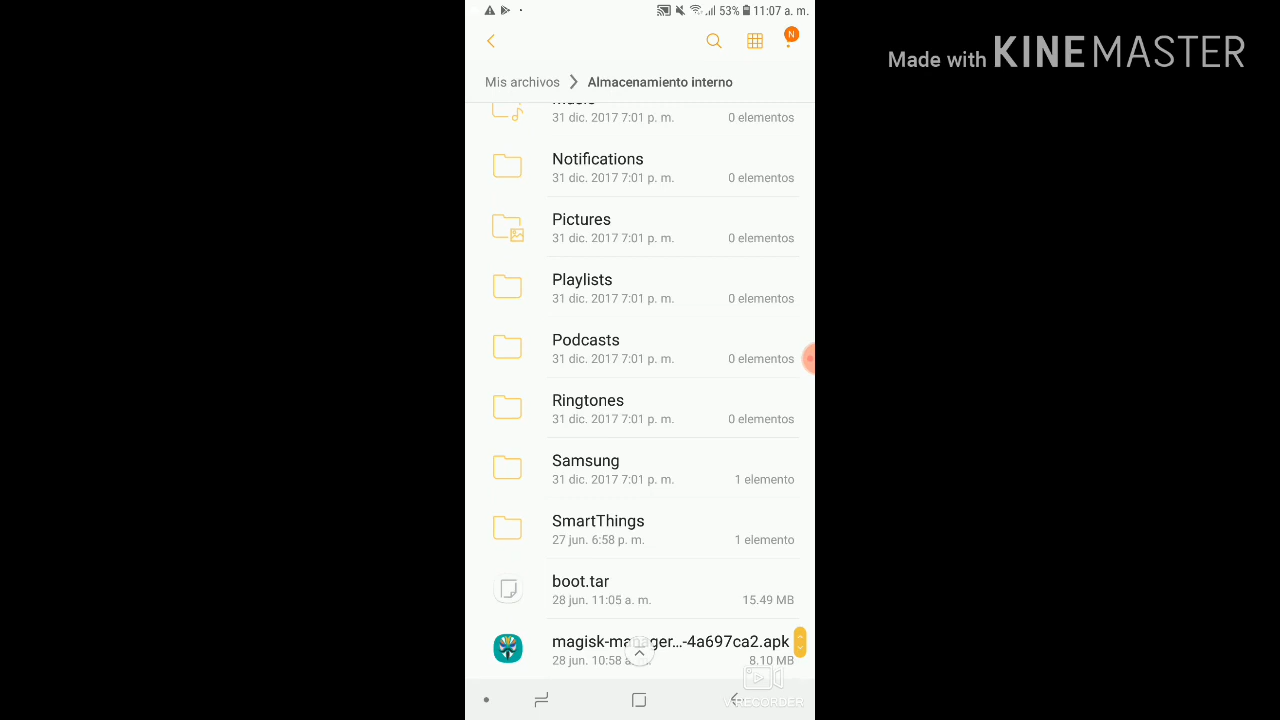 53% 11:07 a. m.
N
Made with KINEMASTER
Mis archivos Almacenamiento interno
Music
31 dic. 2017 7:01 p. m. 0 elementos
Notifications
31 dic. 2017 7:01 p. m. 0 elementos
Pictures
31 dic. 2017 7:01 p. m. 0 elementos
Playlists
31 dic. 2017 7:01 p. m. 0 elementos
Podcasts
31 dic. 2017 7:01 p. m. 0 elementos
Ringtones
31 dic. 2017 7:01 p. m. 0 elementos
Samsung
31 dic. 2017 7:01 p. m. 1 elemento
SmartThings
27 jun. 6:58 p. m. 1 elemento
boot.tar
28 jun. 11:05 a. m. 15.49 MB
magisk-manager...-4a697ca2.apk
28 jun. 10:58 a. 8.10 MB
V RECORDER